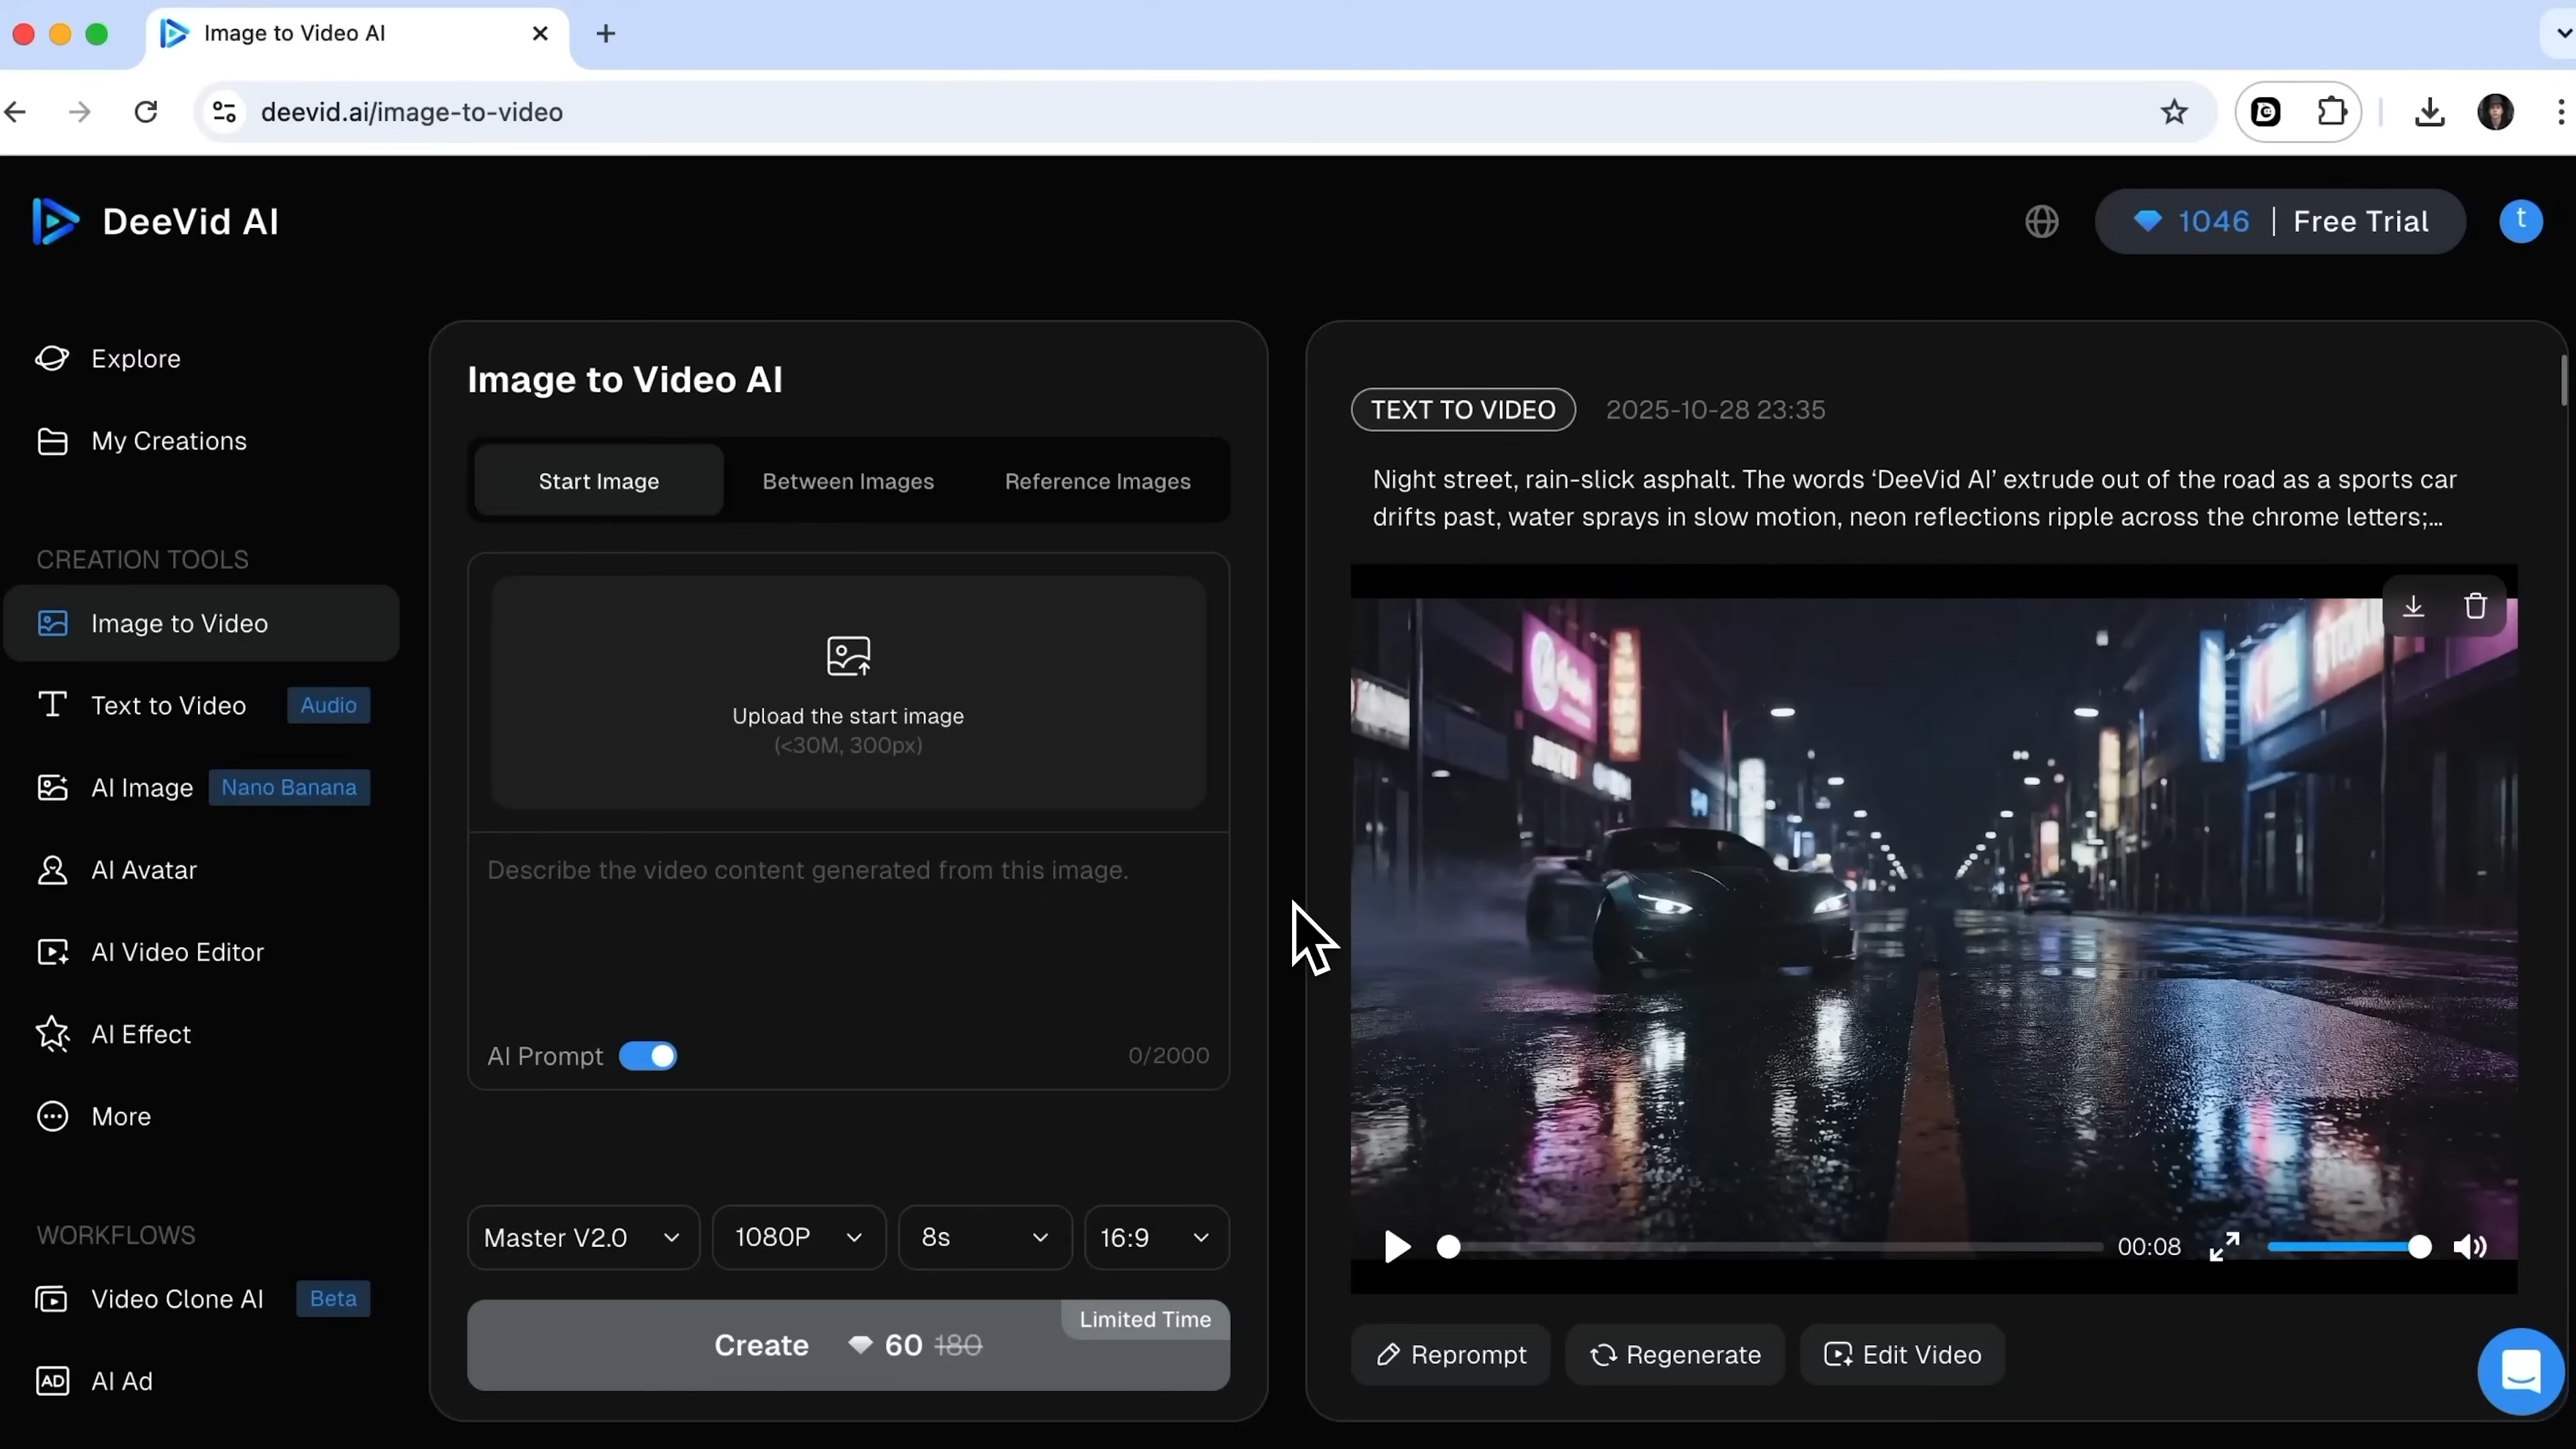 Image to Video AI
deevid.ai/image-to-video
DeeVid AI
1046 | Free Trial
t
Explore
My Creations
CREATION TOOLS
Image to Video
Text to Video Audio
AI Image Nano Banana
AI Avatar
AI Video Editor
AI Effect
More
WORKFLOWS
Video Clone AI Beta
AD AI Ad
Image to Video AI
Start Image Between Images Reference Images
Upload the start image
(<30M, 300px)
Describe the video content generated from this image.
AI Prompt 0/2000
Master V2.0 1080P 8s 16:9
Limited Time
Create 60 180
TEXT TO VIDEO 2025-10-28 23:35
Night street, rain-slick asphalt. The words ‘DeeVid AI’ extrude out of the road as a sports car
drifts past, water sprays in slow motion, neon reflections ripple across the chrome letters;...
00:08
Reprompt Regenerate Edit Video